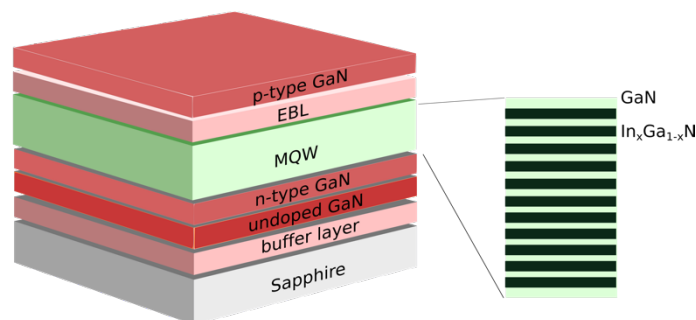 p-type GaN
EBL
MQW
n-type GaN
undoped GaN
buffer layer
Sapphire
GaN
InₓGa₁₋ₓN